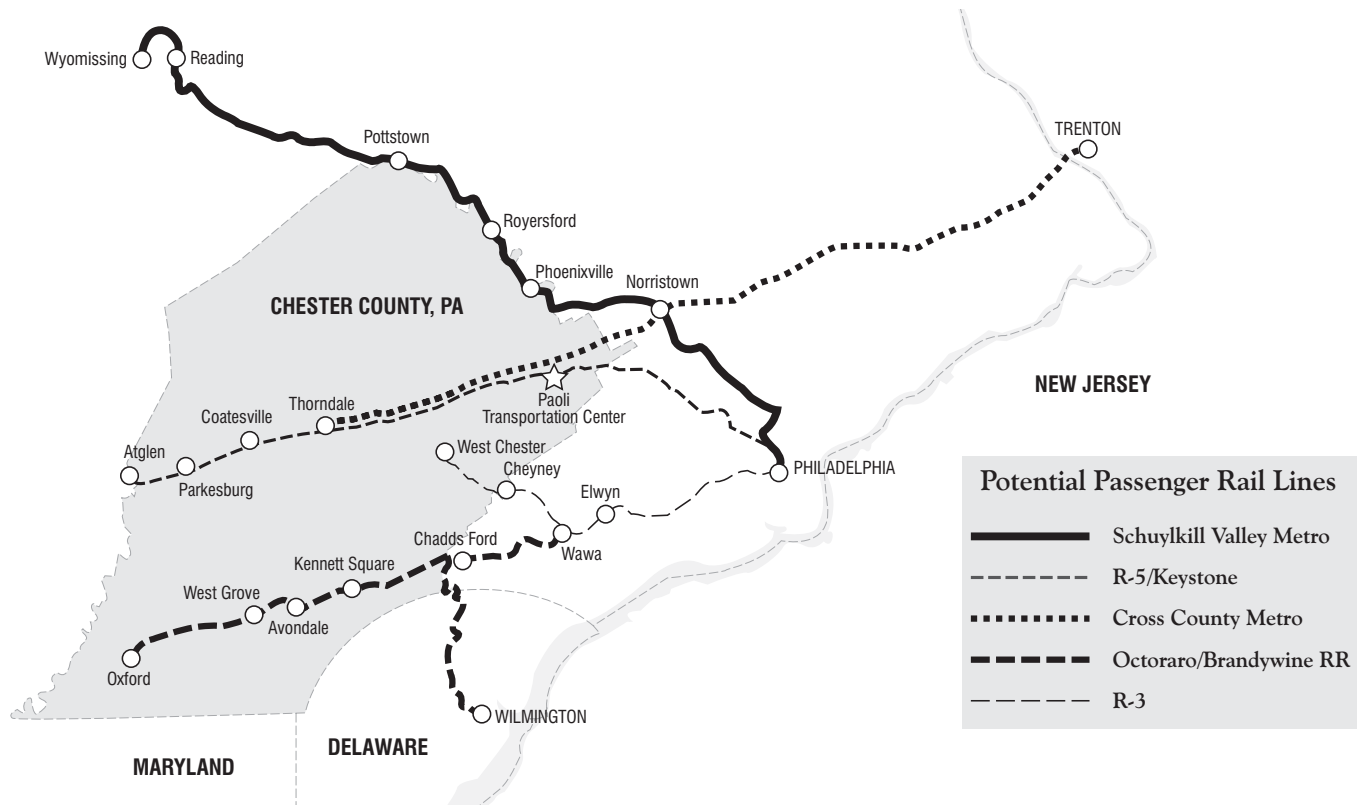 Wyomissing
Reading
Pottstown
TRENTON
Royersford
Phoenixville
Norristown
CHESTER COUNTY, PA
NEW JERSEY
Paoli
Transportation Center
Thorndale
Coatesville
Atglen
Parkesburg
West Chester
Cheyney
PHILADELPHIA
Elwyn
Wawa
Chadds Ford
Kennett Square
West Grove
Avondale
Oxford
WILMINGTON
DELAWARE
MARYLAND
Potential Passenger Rail Lines
Schuylkill Valley Metro
R-5/Keystone
Cross County Metro
Octoraro/Brandywine RR
R-3